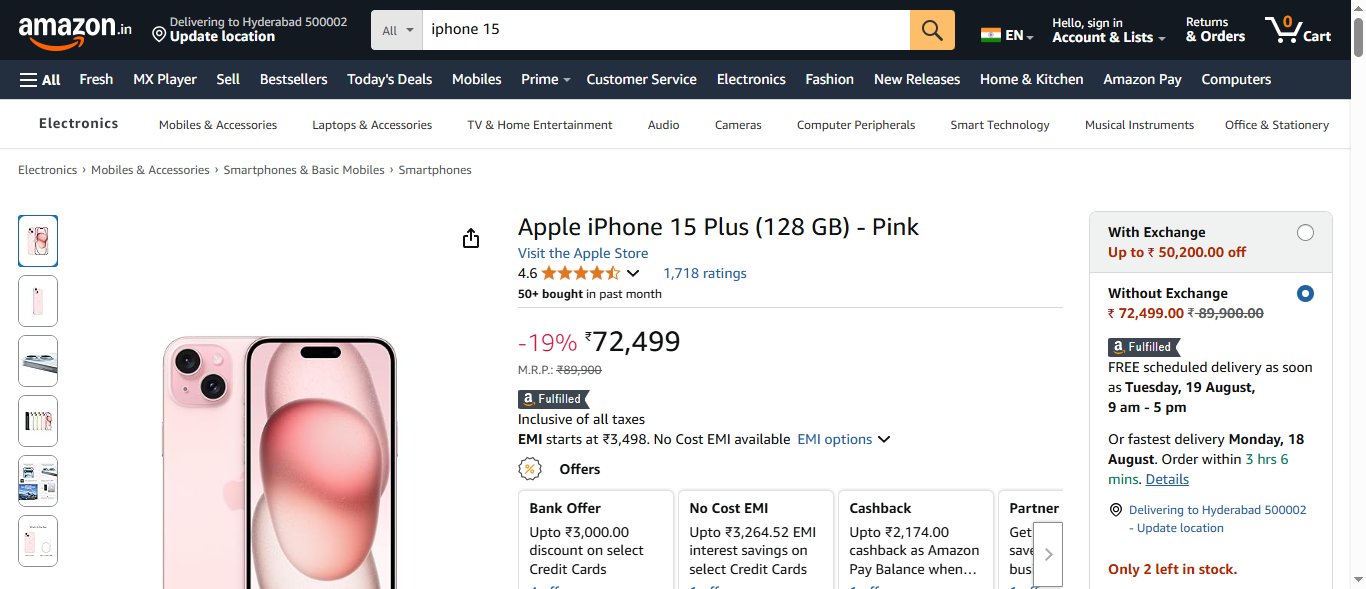 amazon.in
Delivering to Hyderabad 500002
Update location
All
iphone 15
EN
Hello, sign in
Account & Lists
Returns
& Orders
0
Cart
All Fresh MX Player Sell Bestsellers Today's Deals Mobiles Prime Customer Service Electronics Fashion New Releases Home & Kitchen Amazon Pay Computers
Electronics Mobiles & Accessories Laptops & Accessories TV & Home Entertainment Audio Cameras Computer Peripherals Smart Technology Musical Instruments Office & Stationery
Electronics › Mobiles & Accessories › Smartphones & Basic Mobiles › Smartphones
Apple iPhone 15 Plus (128 GB) - Pink
Visit the Apple Store
4.6 1,718 ratings
50+ bought in past month
-19% ₹72,499
M.R.P.: ₹89,900
a Fulfilled
Inclusive of all taxes
EMI starts at ₹3,498. No Cost EMI available EMI options
% Offers
Bank Offer
Upto ₹3,000.00
discount on select
Credit Cards
No Cost EMI
Upto ₹3,264.52 EMI
interest savings on
select Credit Cards
Cashback
Upto ₹2,174.00
cashback as Amazon
Pay Balance when…
Partner
Get
save
bus
With Exchange
Up to ₹ 50,200.00 off
Without Exchange
₹ 72,499.00 ₹ 89,900.00
a Fulfilled
FREE scheduled delivery as soon
as Tuesday, 19 August,
9 am - 5 pm
Or fastest delivery Monday, 18
August. Order within 3 hrs 6
mins. Details
Delivering to Hyderabad 500002
- Update location
Only 2 left in stock.